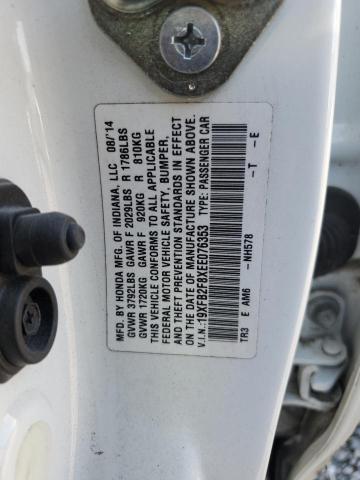 MFD. BY HONDA MFG. OF INDIANA, LLC 08/'14
GVWR 3792LBS GAWR F 2029LBS R 1786LBS
GVWR 1720KG GAWR F 920KG R 810KG
THIS VEHICLE CONFORMS TO ALL APPLICABLE
FEDERAL MOTOR VEHICLE SAFETY, BUMPER,
AND THEFT PREVENTION STANDARDS IN EFFECT
ON THE DATE OF MANUFACTURE SHOWN ABOVE.
V.I.N.: 19XFB2F9XEE076353 TYPE: PASSENGER CAR
TR3 E AM6 -NH578 -T -E